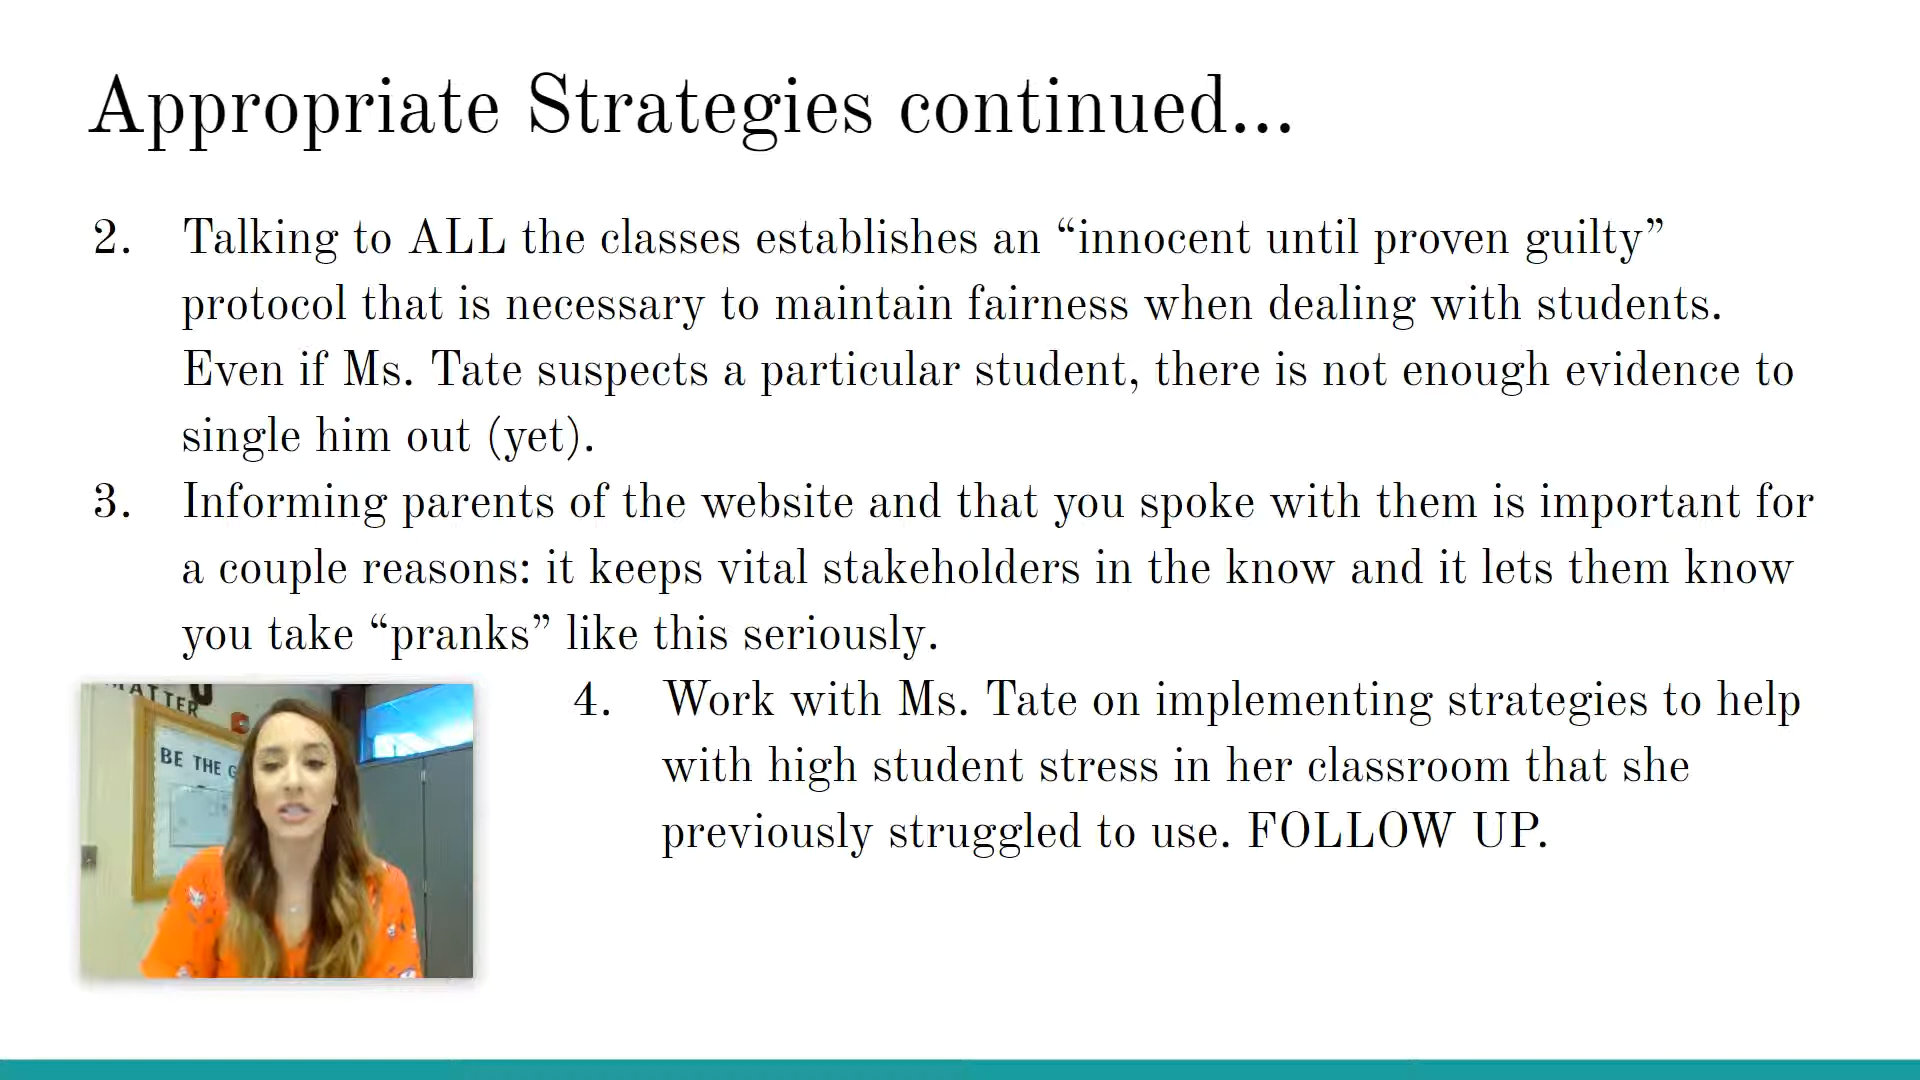 Appropriate Strategies continued...
2. Talking to ALL the classes establishes an “innocent until proven guilty”
protocol that is necessary to maintain fairness when dealing with students.
Even if Ms. Tate suspects a particular student, there is not enough evidence to
single him out (yet).
3. Informing parents of the website and that you spoke with them is important for
a couple reasons: it keeps vital stakeholders in the know and it lets them know
you take “pranks” like this seriously.
4. Work with Ms. Tate on implementing strategies to help
with high student stress in her classroom that she
previously struggled to use. FOLLOW UP.
MATTER
BE THE